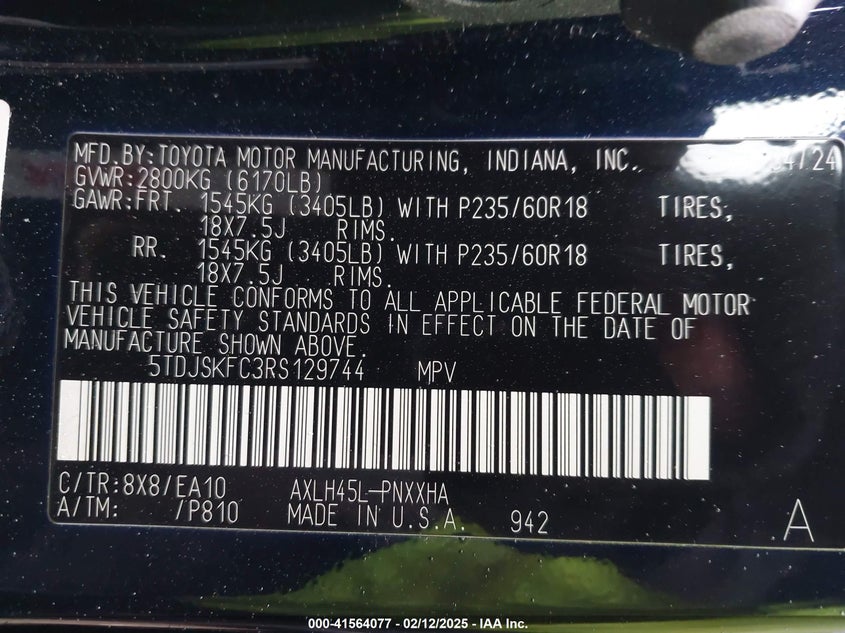 MFD.BY:TOYOTA MOTOR MANUFACTURING, INDIANA, INC. 04/24
GVWR:2800KG (6170LB)
GAWR:FRT. 1545KG (3405LB) WITH P235/60R18 TIRES,
18X7.5J RIMS.
RR. 1545KG (3405LB) WITH P235/60R18 TIRES,
18X7.5J RIMS.
THIS VEHICLE CONFORMS TO ALL APPLICABLE FEDERAL MOTOR
VEHICLE SAFETY STANDARDS IN EFFECT ON THE DATE OF
MANUFACTURE SHOWN ABOVE.
5TDJSKFC3RS129744 MPV
C/TR:8X8/EA10 AXLH45L-PNXXHA
A/TM: /P810 MADE IN U.S.A. 942
A
000-41564077 - 02/12/2025 - IAA Inc.